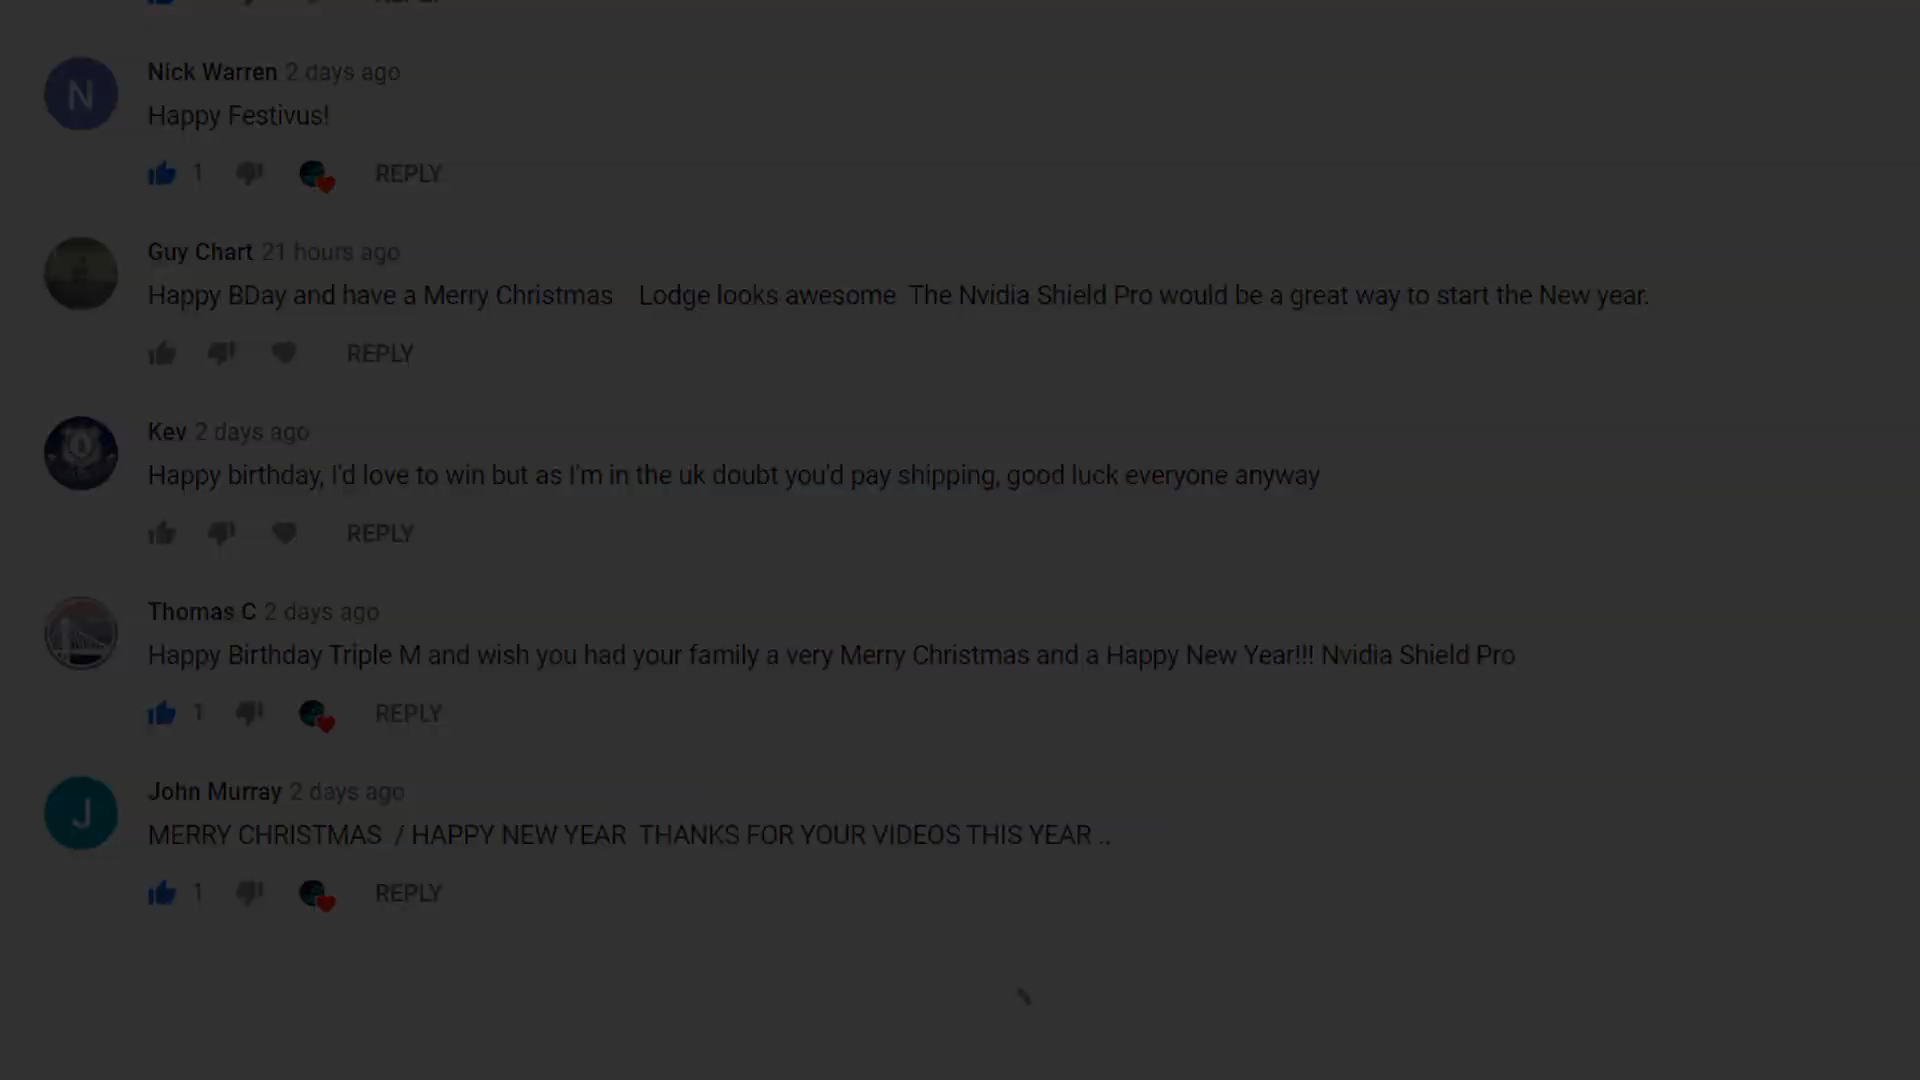 Nick Warren 2 days ago
Happy Festivus!
1 REPLY
Guy Chart 21 hours ago
Happy BDay and have a Merry Christmas    Lodge looks awesome  The Nvidia Shield Pro would be a great way to start the New year.
REPLY
Kev 2 days ago
Happy birthday, I'd love to win but as I'm in the uk doubt you'd pay shipping, good luck everyone anyway
REPLY
Thomas C 2 days ago
Happy Birthday Triple M and wish you had your family a very Merry Christmas and a Happy New Year!!! Nvidia Shield Pro
1 REPLY
John Murray 2 days ago
MERRY CHRISTMAS  / HAPPY NEW YEAR  THANKS FOR YOUR VIDEOS THIS YEAR ..
1 REPLY